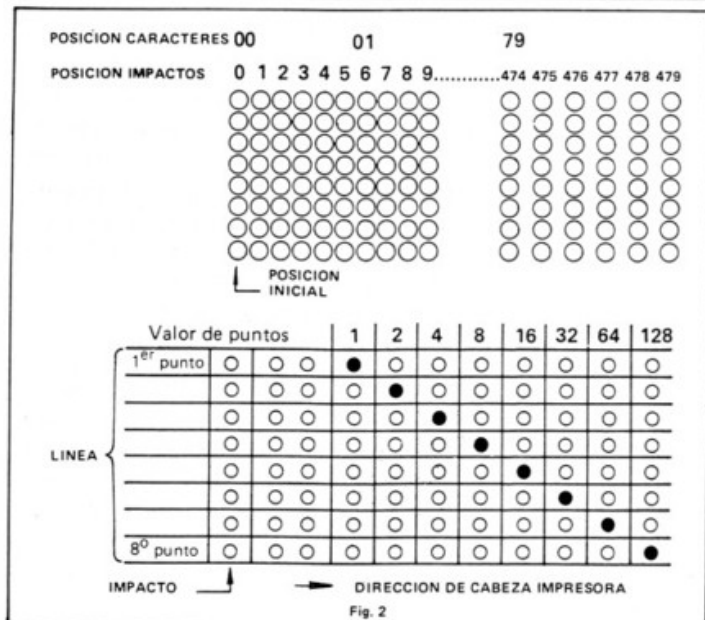 POSICION CARACTERES 00 01 79
POSICION IMPACTOS 0 1 2 3 4 5 6 7 8 9............ 474 475 476 477 478 479
POSICION
INICIAL
Valor de puntos 1 2 4 8 16 32 64 128
1er punto
LINEA
8o punto
IMPACTO DIRECCION DE CABEZA IMPRESORA
Fig. 2